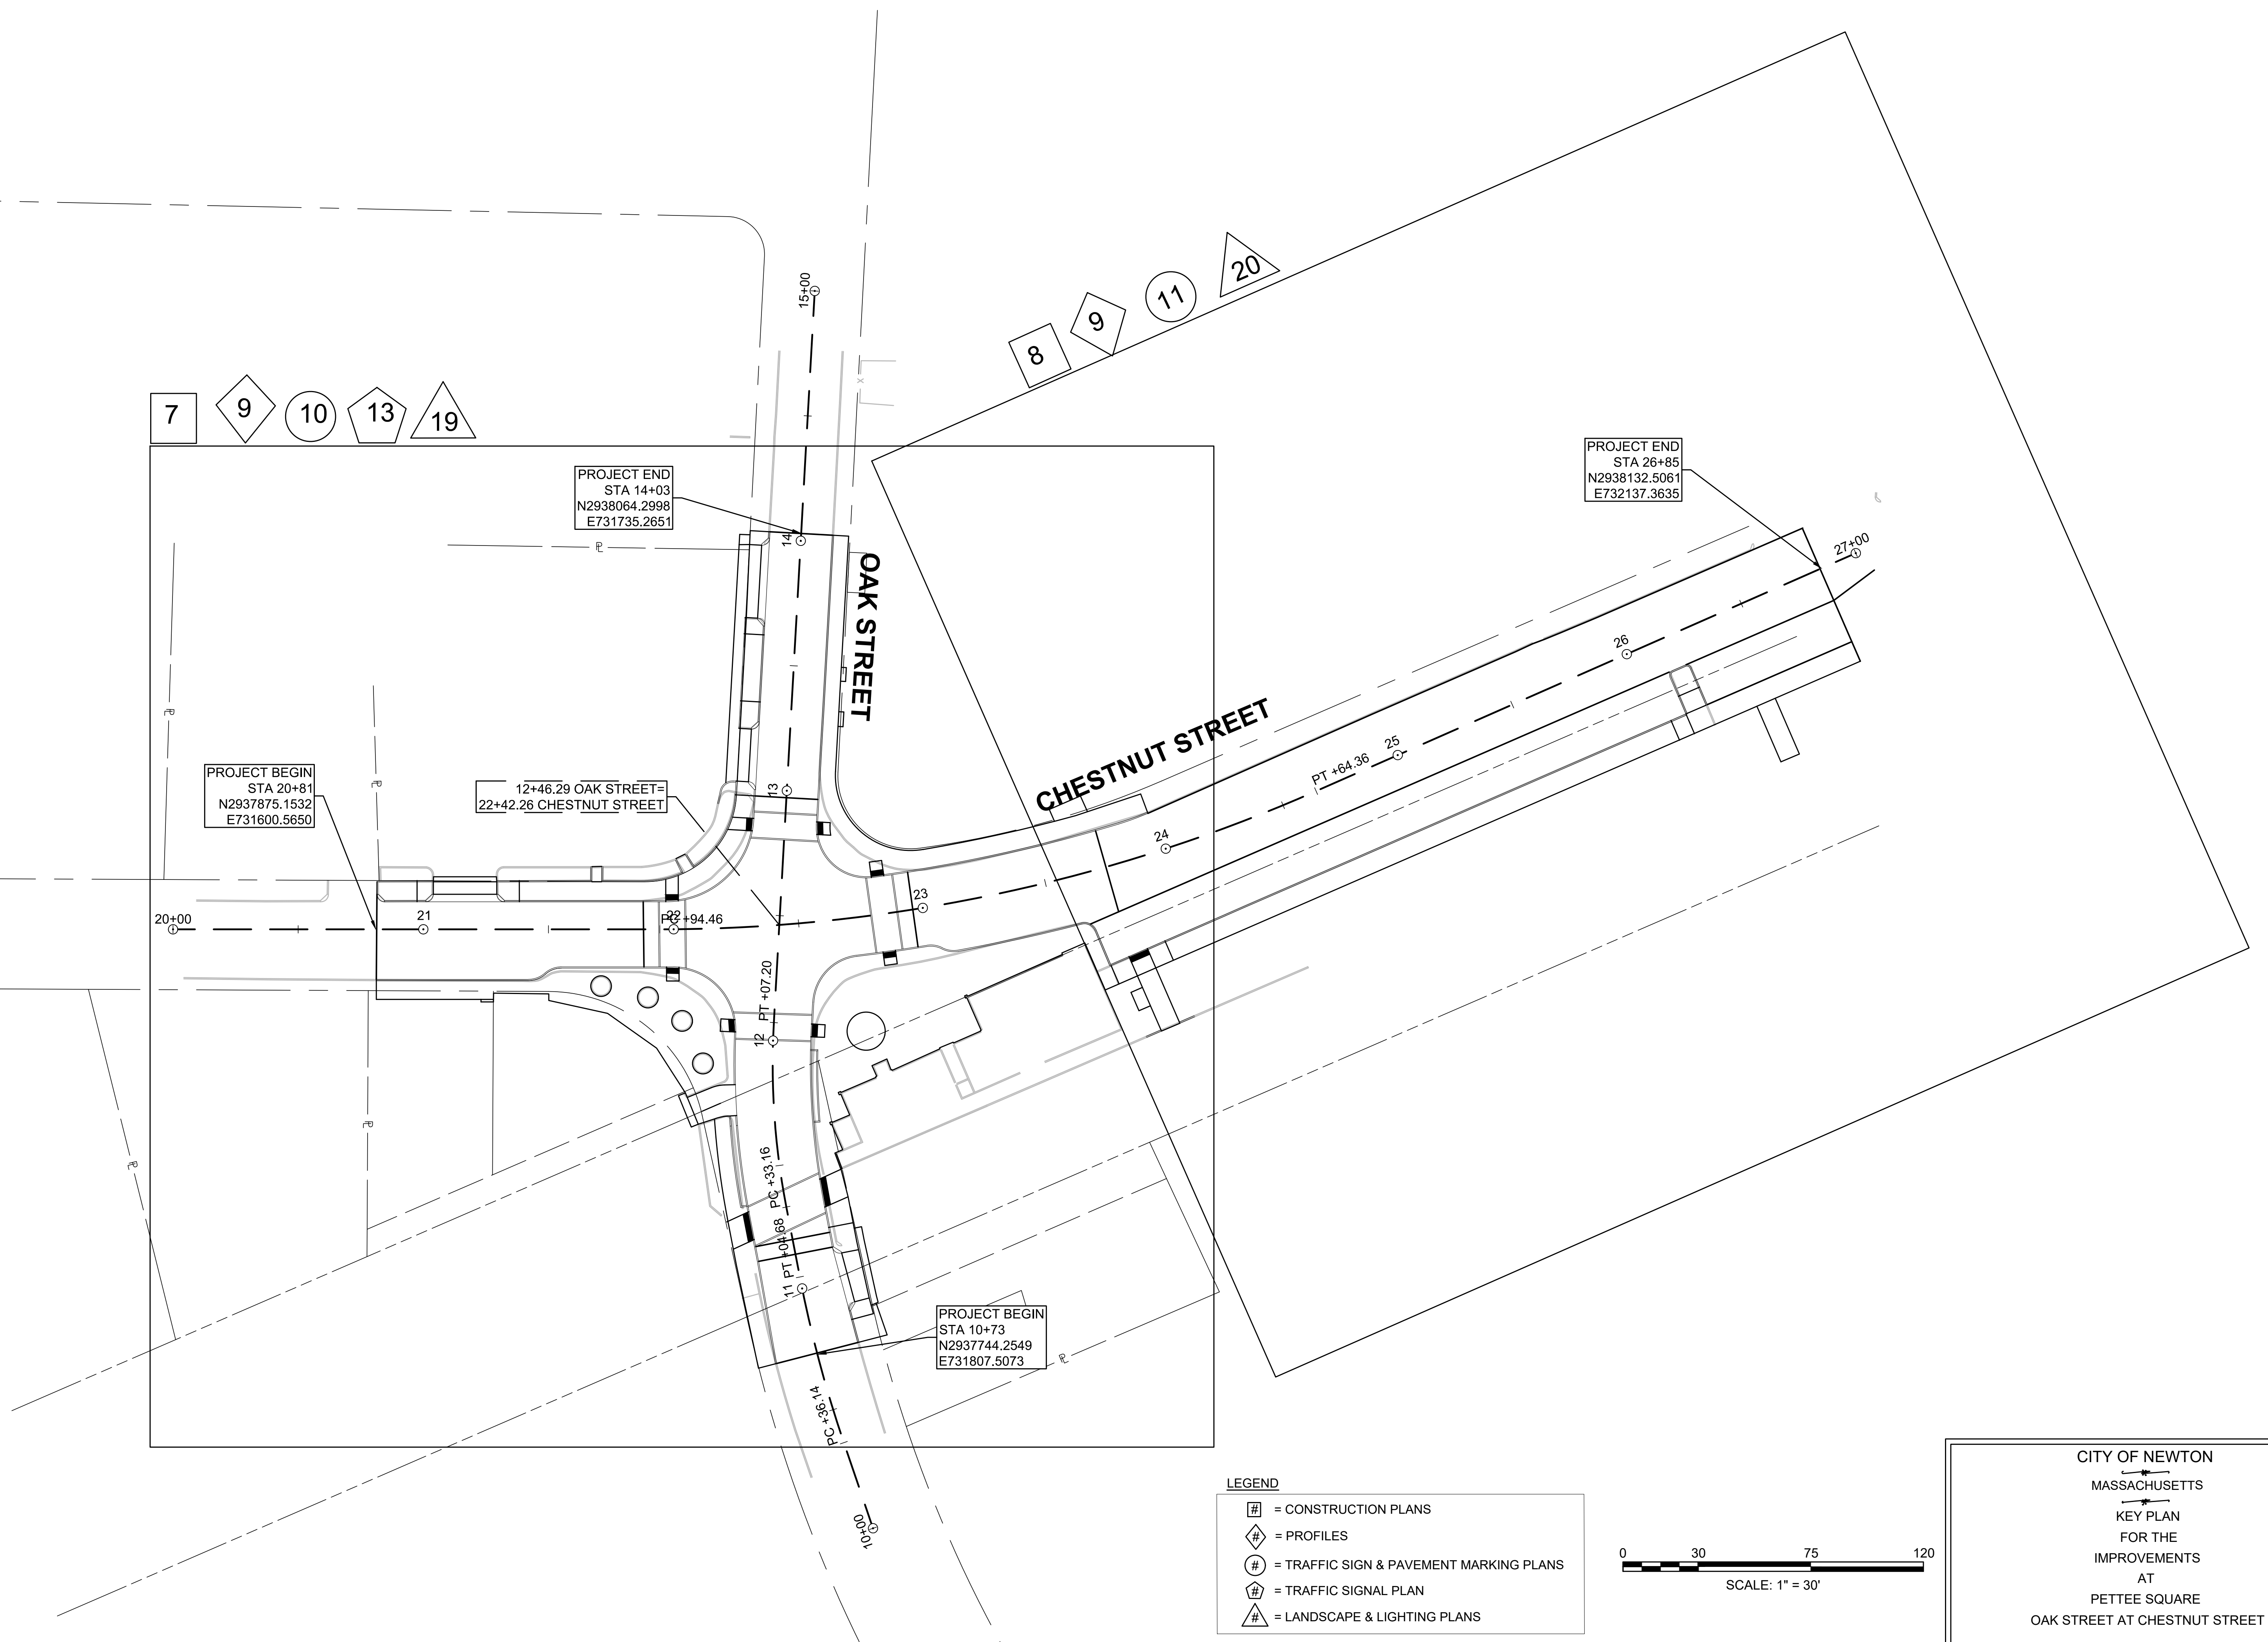 15+00
20
11
9
8
7
9
10
13
19
PROJECT END
STA 14+03
N2938064.2998
E731735.2651
PROJECT END
STA 26+85
N2938132.5061
E732137.3635
14
OAK STREET
27+00
26
PL
PL
PL
PROJECT BEGIN
STA 20+81
N2937875.1532
E731600.5650
12+46.29 OAK STREET=
22+42.26 CHESTNUT STREET
13
CHESTNUT STREET
PT +64.36
25
24
23
20+00
21
22
PC +94.46
PT +07.20
12
PL
PL
PC +33.16
11 PT +04.68
PROJECT BEGIN
STA 10+73
N2937744.2549
E731807.5073
PL
PC +36.14
10+00
LEGEND
# = CONSTRUCTION PLANS
# = PROFILES
# = TRAFFIC SIGN & PAVEMENT MARKING PLANS
# = TRAFFIC SIGNAL PLAN
# = LANDSCAPE & LIGHTING PLANS
0 30 75 120
SCALE: 1" = 30'
CITY OF NEWTON
MASSACHUSETTS
KEY PLAN
FOR THE
IMPROVEMENTS
AT
PETTEE SQUARE
OAK STREET AT CHESTNUT STREET